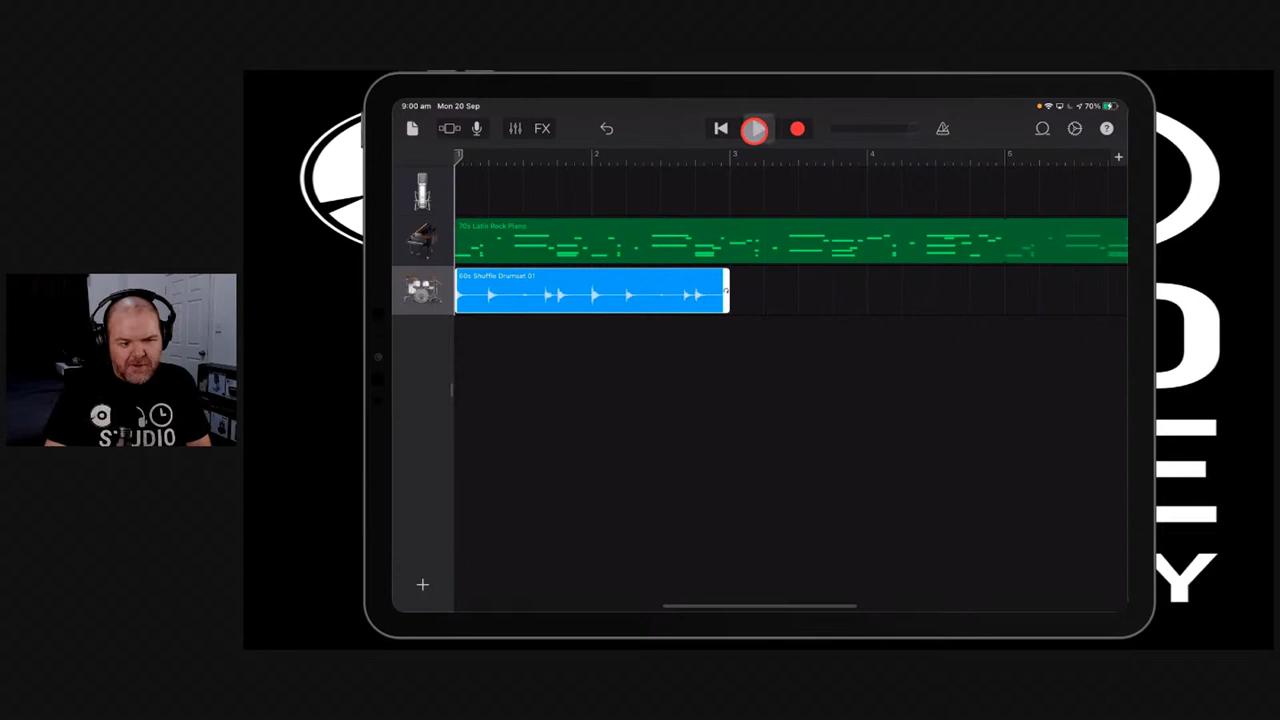 9:00 am Mon 20 Sep
70%
FX
1 2 3 4 5
70s Latin Rock Piano
60s Shuffle Drumset 01
STUDIO
D
E
Y